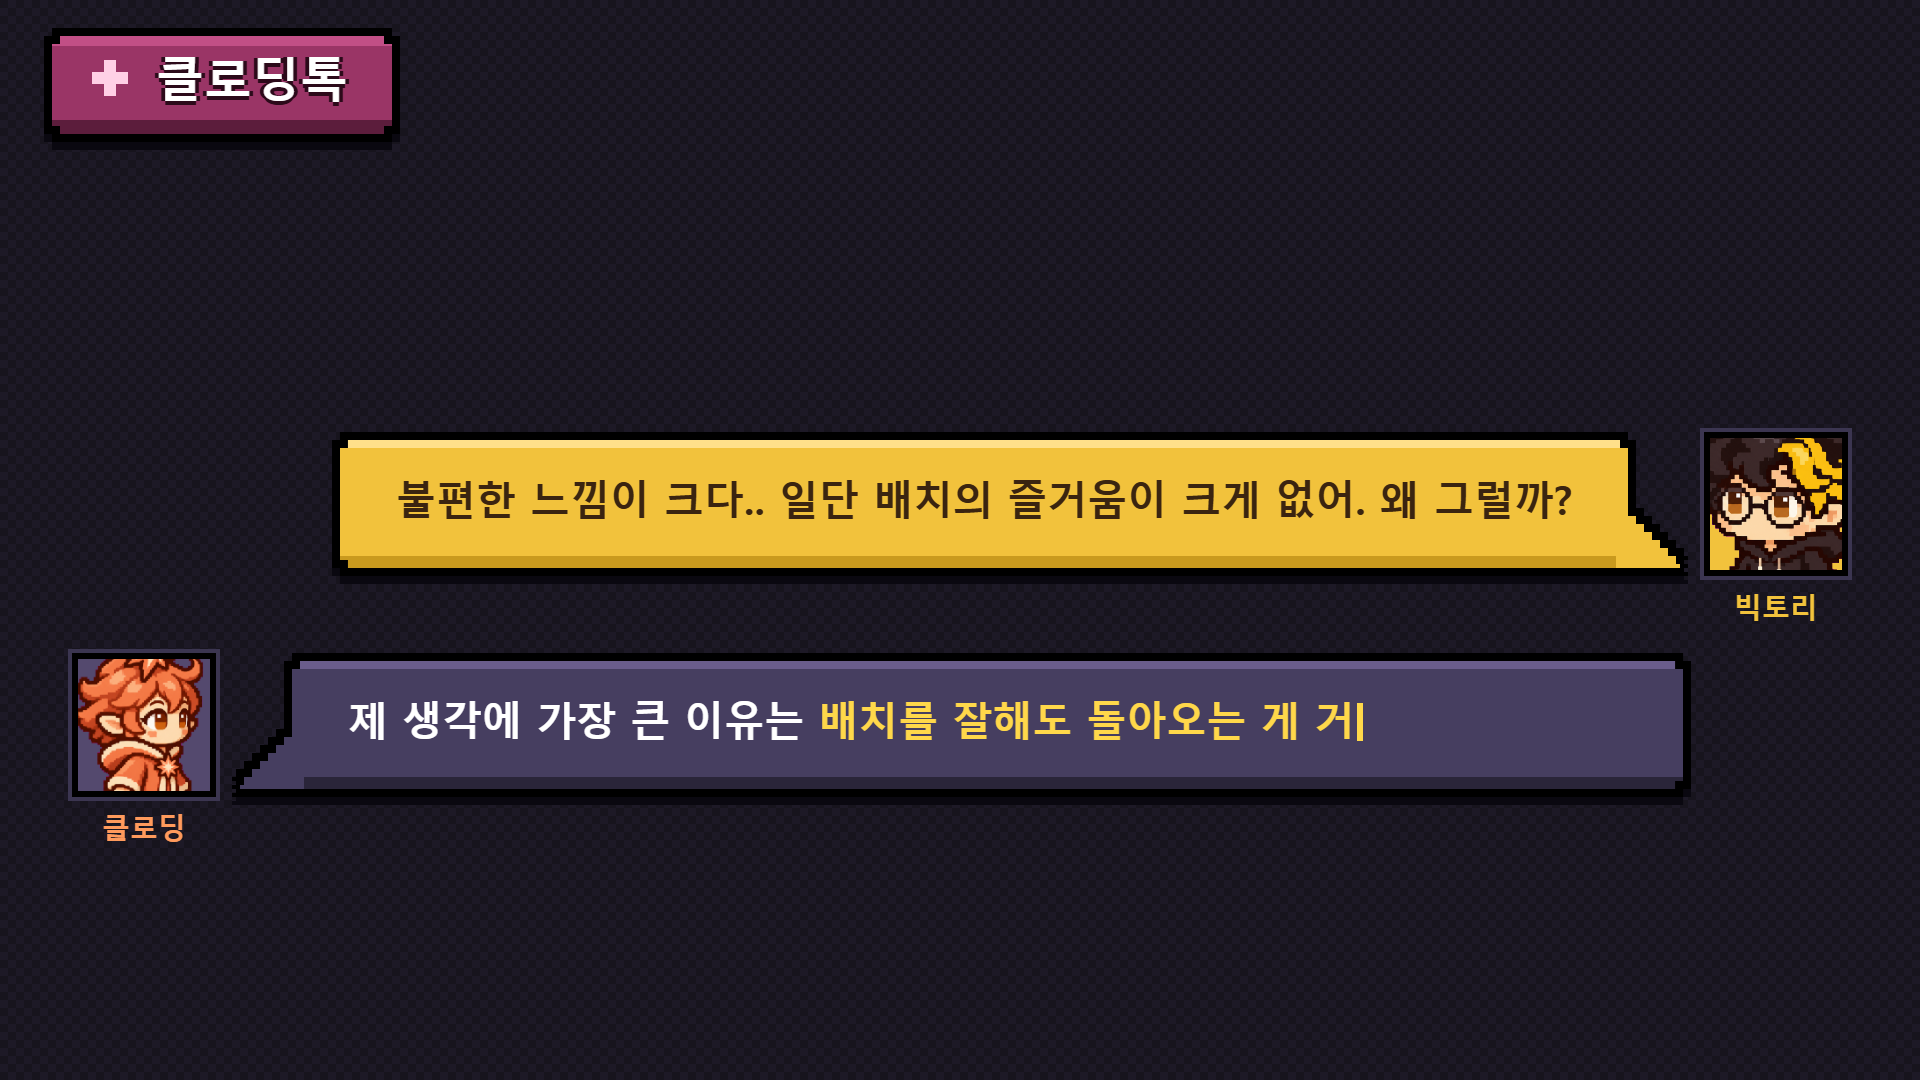 클로딩톡
불편한 느낌이 크다.. 일단 배치의 즐거움이 크게 없어. 왜 그럴까?
빅토리
제 생각에 가장 큰 이유는 배치를 잘해도 돌아오는 게 거
클로딩